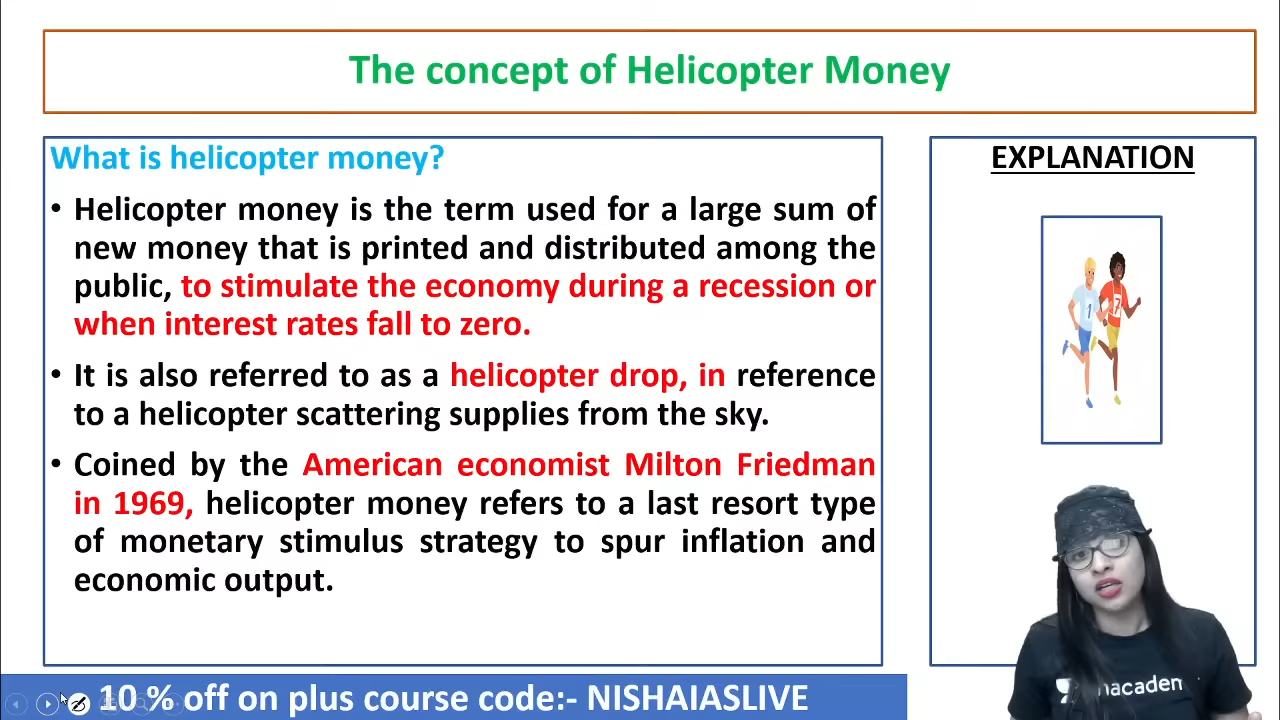 The concept of Helicopter Money
What is helicopter money?
• Helicopter money is the term used for a large sum of
new money that is printed and distributed among the
public, to stimulate the economy during a recession or
when interest rates fall to zero.
• It is also referred to as a helicopter drop, in reference
to a helicopter scattering supplies from the sky.
• Coined by the American economist Milton Friedman
in 1969, helicopter money refers to a last resort type
of monetary stimulus strategy to spur inflation and
economic output.
EXPLANATION
1
7
10 % off on plus course code:- NISHAIASLIVE